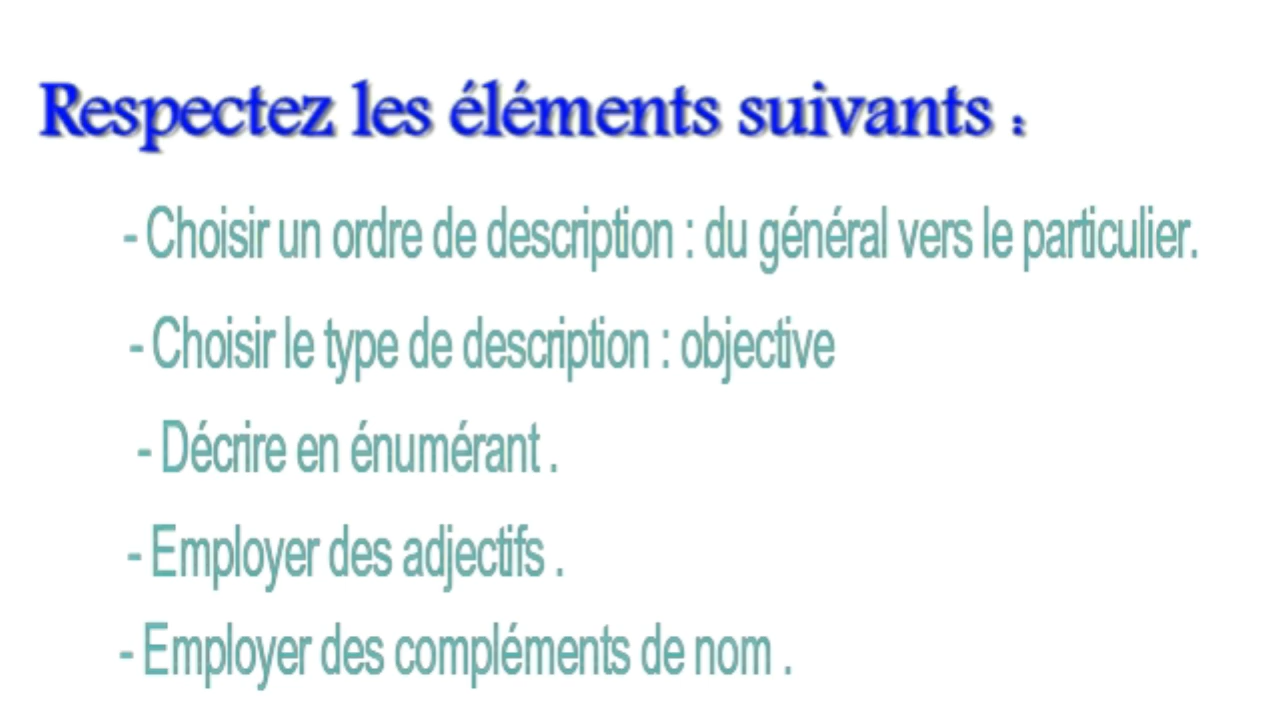 Respectez les éléments suivants :
- Choisir un ordre de description : du général vers le particulier.
- Choisir le type de description : objective
- Décrire en énumérant .
- Employer des adjectifs .
- Employer des compléments de nom .